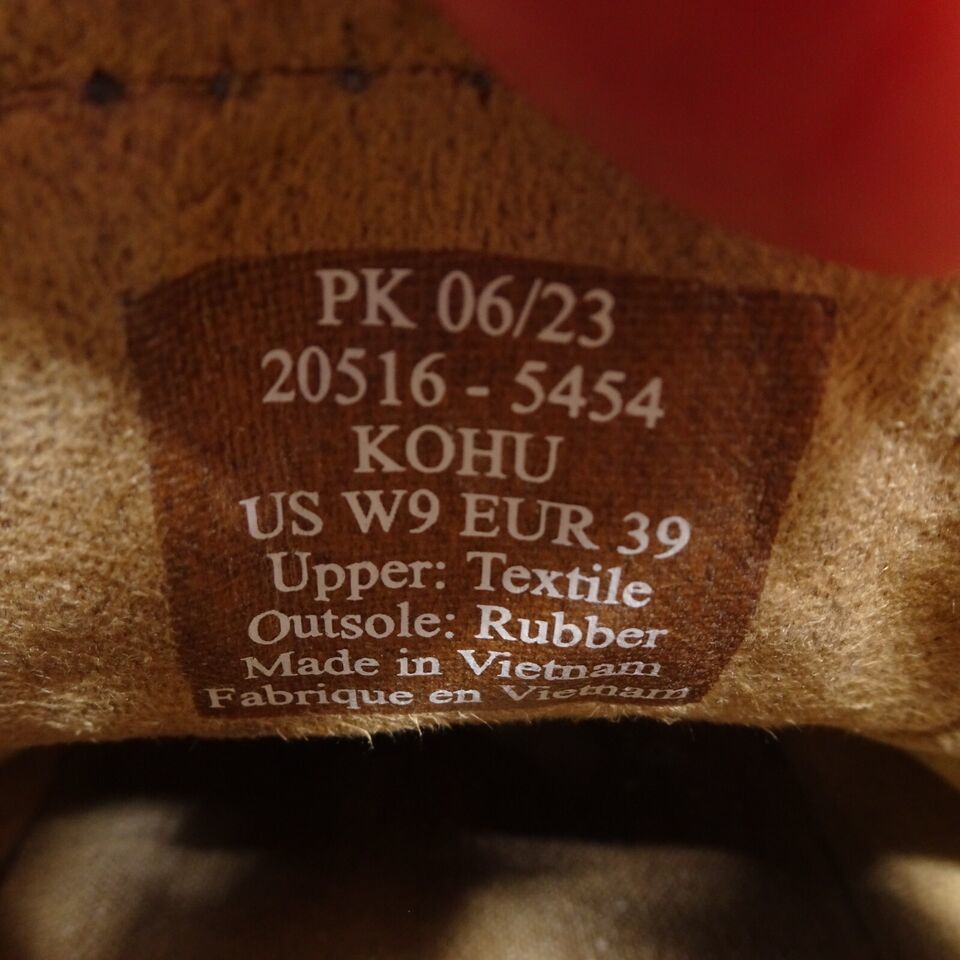 PK 06/23
20516 - 5454
KOHU
US W9 EUR 39
Upper: Textile
Outsole: Rubber
Made in Vietnam
Fabrique en Vietnam